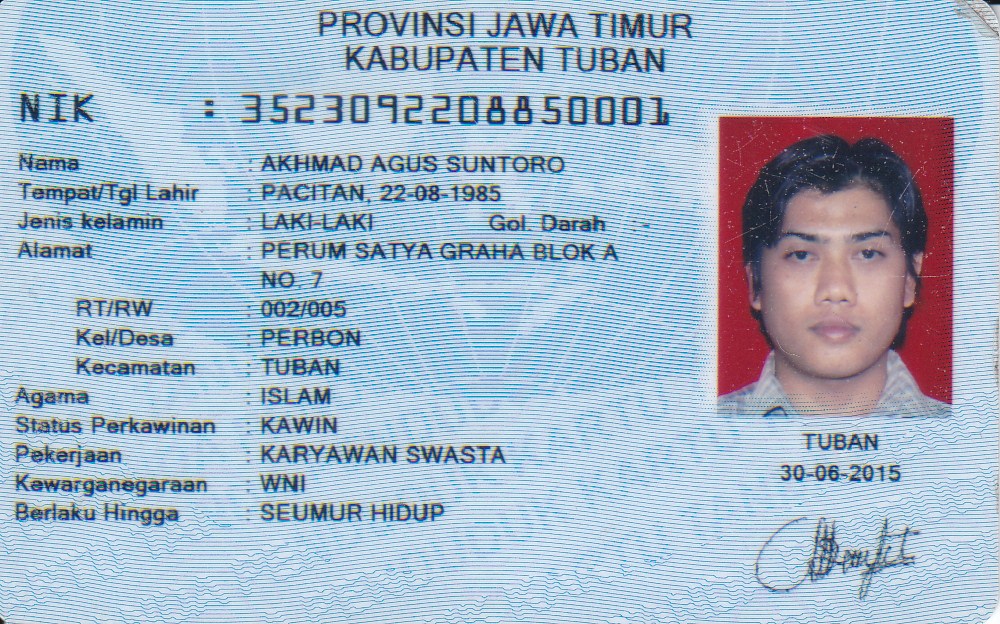 PROVINSI JAWA TIMUR
KABUPATEN TUBAN
NIK : 3523092208850001
Nama : AKHMAD AGUS SUNTORO
Tempat/Tgl Lahir : PACITAN, 22-08-1985
Jenis kelamin : LAKI-LAKI Gol. Darah : -
Alamat : PERUM SATYA GRAHA BLOK A
NO. 7
RT/RW : 002/005
Kel/Desa : PERBON
Kecamatan : TUBAN
Agama : ISLAM
Status Perkawinan : KAWIN
Pekerjaan : KARYAWAN SWASTA
Kewarganegaraan : WNI
Berlaku Hingga : SEUMUR HIDUP
TUBAN
30-06-2015